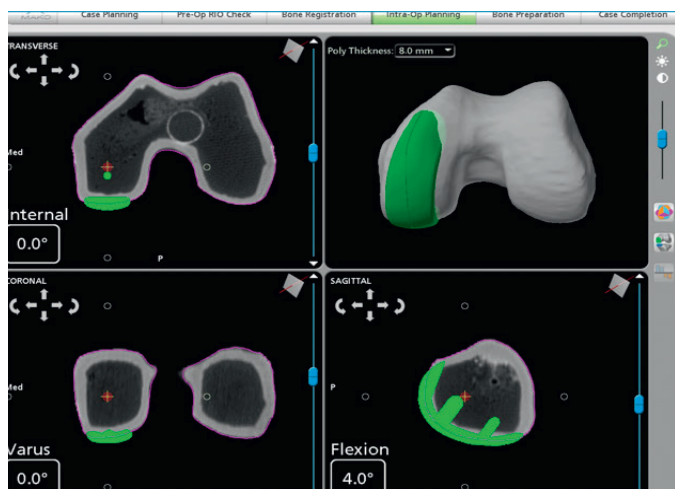 MAKO
Case Planning
Pre-Op RIO Check
Bone Registration
Intra-Op Planning
Bone Preparation
Case Completion
TRANSVERSE
Med
Internal
0.0°
P
Poly Thickness: 8.0 mm
CORONAL
Med
Varus
0.0°
SAGITTAL
P
Flexion
4.0°